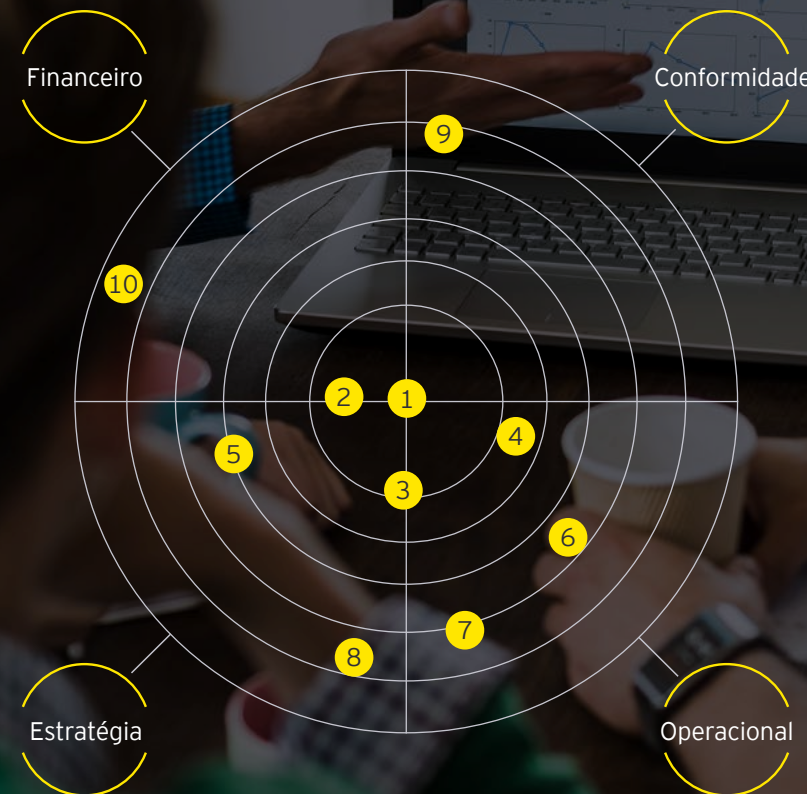 Financeiro
Conformidade
9
10
2
1
4
5
3
6
7
8
Estratégia
Operacional